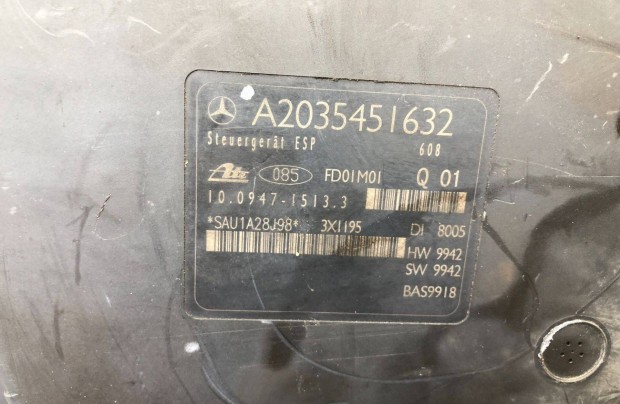 A2035451632
Steuergerät ESP 608
Ate 085 FD01M01 Q 01
10.0947-1513.3
*SAU1A28J98* 3X1195 DI 8005
HW 9942
SW 9942
BAS9918